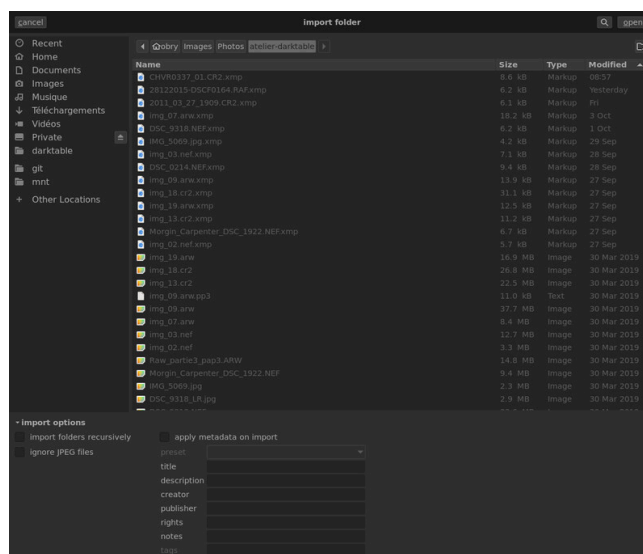 cancel import folder open
Recent
Home
Documents
Images
Musique
Téléchargements
Vidéos
Private
darktable
git
mnt
+ Other Locations
obry Images Photos atelier-darktable
Name Size Type Modified
CHVR0337_01.CR2.xmp 8.6 kB Markup 08:57
28122015-DSCF0164.RAF.xmp 6.2 kB Markup Yesterday
2011_03_27_1909.CR2.xmp 6.1 kB Markup Fri
img_07.arw.xmp 18.2 kB Markup 3 Oct
DSC_9318.NEF.xmp 6.2 kB Markup 1 Oct
IMG_5069.jpg.xmp 4.2 kB Markup 29 Sep
img_03.nef.xmp 7.1 kB Markup 28 Sep
DSC_0214.NEF.xmp 9.4 kB Markup 28 Sep
img_09.arw.xmp 13.9 kB Markup 27 Sep
img_18.cr2.xmp 31.1 kB Markup 27 Sep
img_19.arw.xmp 12.5 kB Markup 27 Sep
img_13.cr2.xmp 11.2 kB Markup 27 Sep
Morgin_Carpenter_DSC_1922.NEF.xmp 6.7 kB Markup 27 Sep
img_02.nef.xmp 5.7 kB Markup 27 Sep
img_19.arw 16.9 MB Image 30 Mar 2019
img_18.cr2 26.8 MB Image 30 Mar 2019
img_13.cr2 22.5 MB Image 30 Mar 2019
img_09.arw.pp3 11.0 kB Text 30 Mar 2019
img_09.arw 37.7 MB Image 30 Mar 2019
img_07.arw 8.4 MB Image 30 Mar 2019
img_03.nef 12.7 MB Image 30 Mar 2019
img_02.nef 3.3 MB Image 30 Mar 2019
Raw_partie3_pap3.ARW 14.8 MB Image 30 Mar 2019
Morgin_Carpenter_DSC_1922.NEF 9.4 MB Image 30 Mar 2019
IMG_5069.jpg 2.3 MB Image 30 Mar 2019
DSC_9318_LR.jpg 2.9 MB Image 30 Mar 2019
import options
import folders recursively
ignore JPEG files
apply metadata on import
preset
title
description
creator
publisher
rights
notes
tags